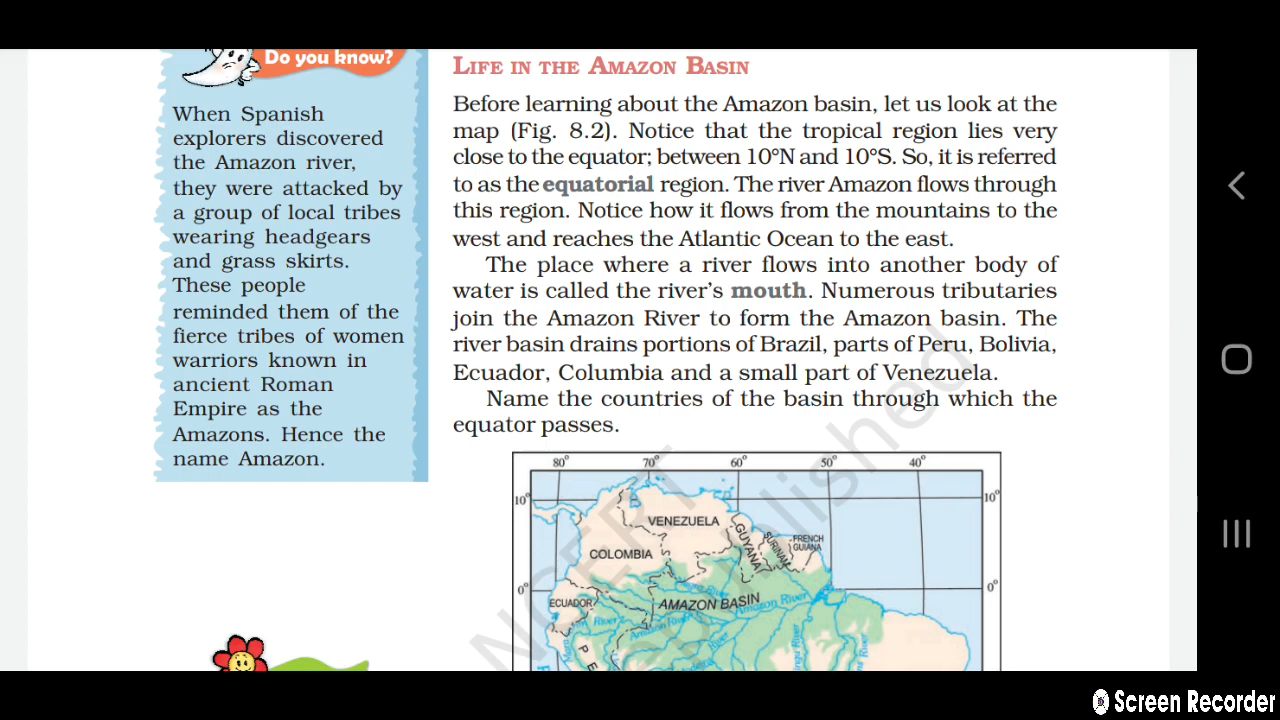 Do you know?
When Spanish
explorers discovered
the Amazon river,
they were attacked by
a group of local tribes
wearing headgears
and grass skirts.
These people
reminded them of the
fierce tribes of women
warriors known in
ancient Roman
Empire as the
Amazons. Hence the
name Amazon.
LIFE IN THE AMAZON BASIN
Before learning about the Amazon basin, let us look at the
map (Fig. 8.2). Notice that the tropical region lies very
close to the equator; between 10°N and 10°S. So, it is referred
to as the equatorial region. The river Amazon flows through
this region. Notice how it flows from the mountains to the
west and reaches the Atlantic Ocean to the east.
The place where a river flows into another body of
water is called the river's mouth. Numerous tributaries
join the Amazon River to form the Amazon basin. The
river basin drains portions of Brazil, parts of Peru, Bolivia,
Ecuador, Columbia and a small part of Venezuela.
Name the countries of the basin through which the
equator passes.
80° 70° 60° 50° 40°
10° 10°
VENEZUELA
GUYANA
SURINAM
FRENCH
GUIANA
COLOMBIA
0° 0°
ECUADOR
AMAZON BASIN
Amazon River
River
Amazon River
River
P E
NCERT
published
Screen Recorder